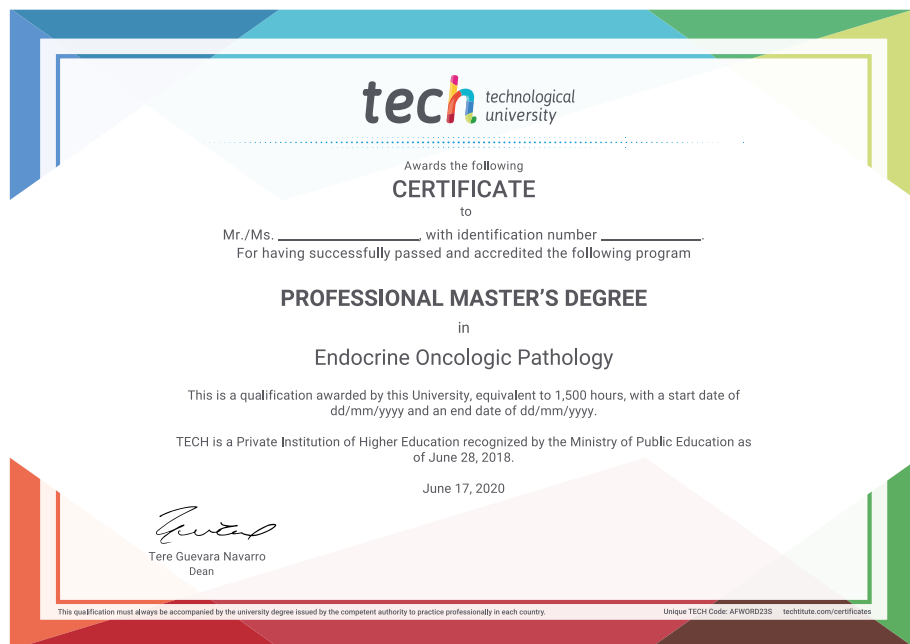 tech technological
university
Awards the following
CERTIFICATE
to
Mr./Ms. ____________________, with identification number ______________.
For having successfully passed and accredited the following program
PROFESSIONAL MASTER'S DEGREE
in
Endocrine Oncologic Pathology
This is a qualification awarded by this University, equivalent to 1,500 hours, with a start date of
dd/mm/yyyy and an end date of dd/mm/yyyy.
TECH is a Private Institution of Higher Education recognized by the Ministry of Public Education as
of June 28, 2018.
June 17, 2020
Tere Guevara Navarro
Dean
This qualification must always be accompanied by the university degree issued by the competent authority to practice professionally in each country.
Unique TECH Code: AFWORD23S techtitute.com/certificates